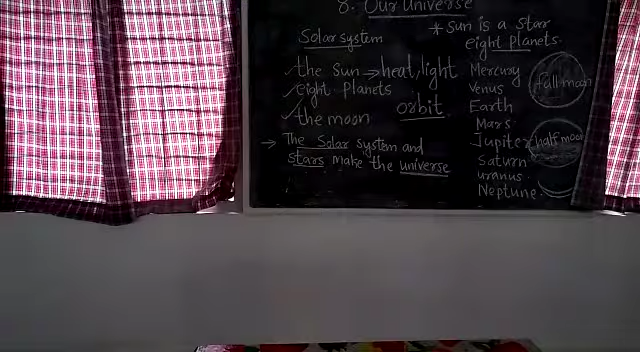 8. Our Universe
Solar system
✓ the sun → heat, light
✓ eight planets
orbit
✓ the moon
→ The Solar system and
stars make the universe
* Sun is a star
eight planets
Mercury
Venus
Earth
Mars
Jupiter
Saturn
uranus
Neptune
full moon
half moon